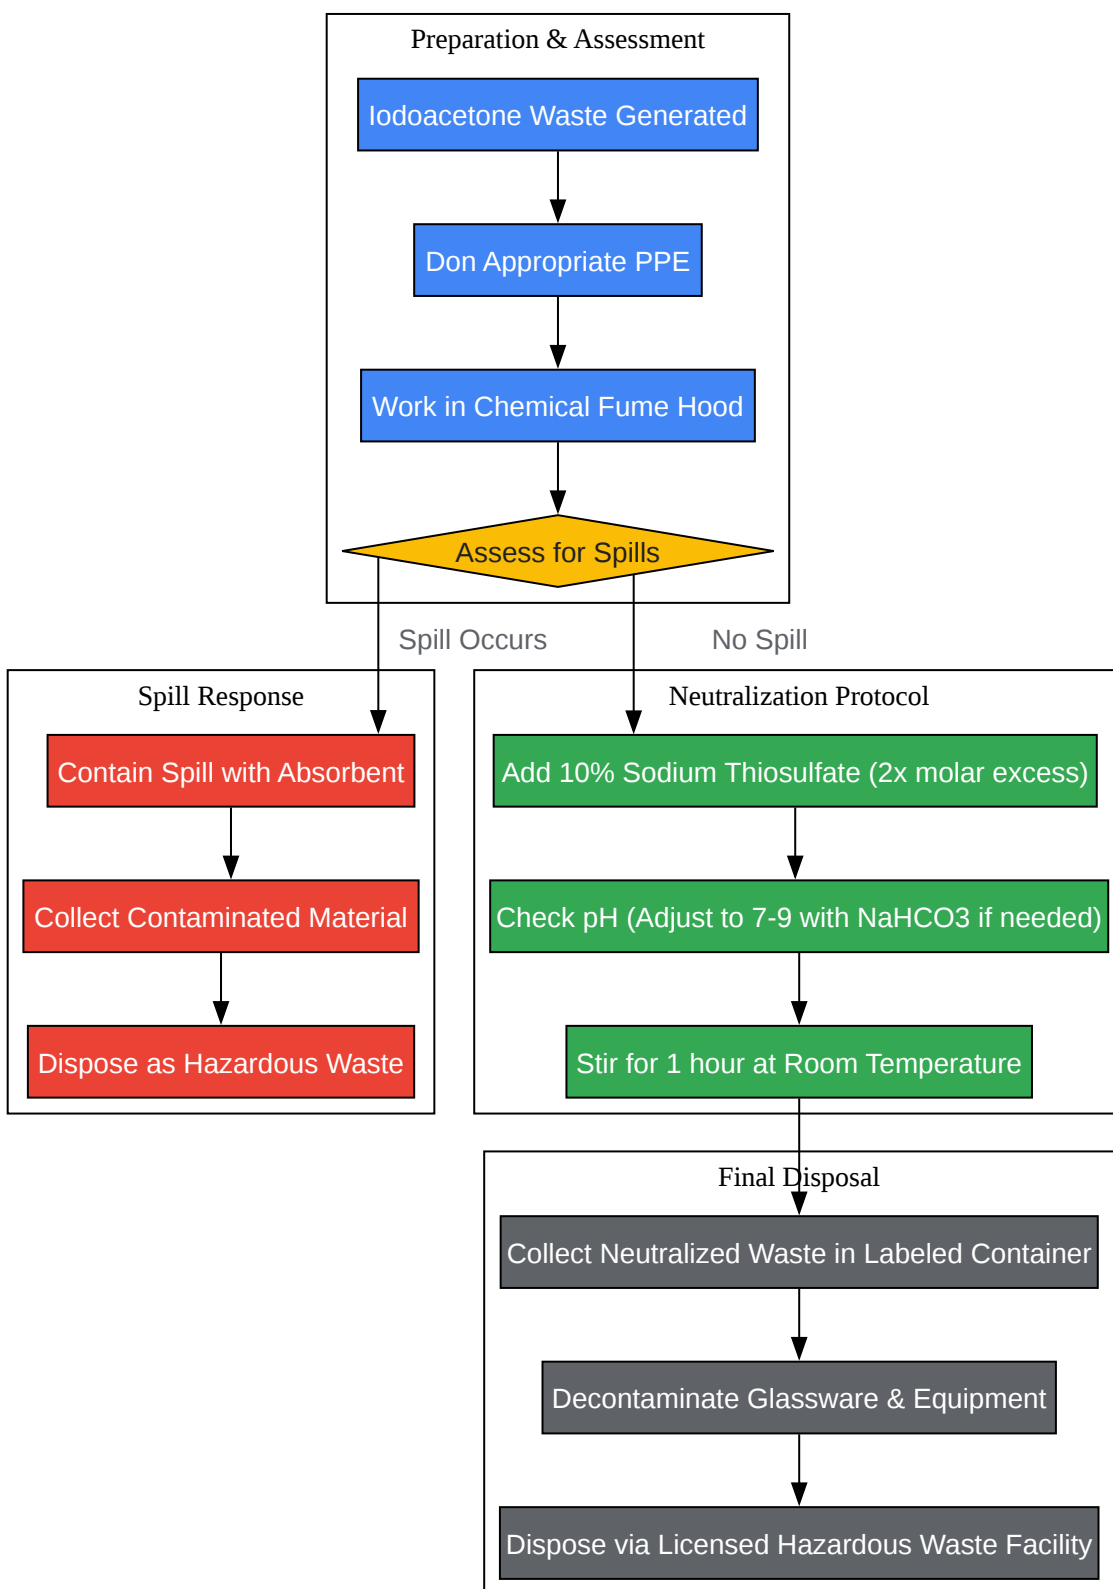 Preparation & Assessment
Iodoacetone Waste Generated
Don Appropriate PPE
Work in Chemical Fume Hood
Assess for Spills
Spill Occurs
No Spill
Spill Response
Contain Spill with Absorbent
Collect Contaminated Material
Dispose as Hazardous Waste
Neutralization Protocol
Add 10% Sodium Thiosulfate (2x molar excess)
Check pH (Adjust to 7-9 with NaHCO3 if needed)
Stir for 1 hour at Room Temperature
Final Disposal
Collect Neutralized Waste in Labeled Container
Decontaminate Glassware & Equipment
Dispose via Licensed Hazardous Waste Facility